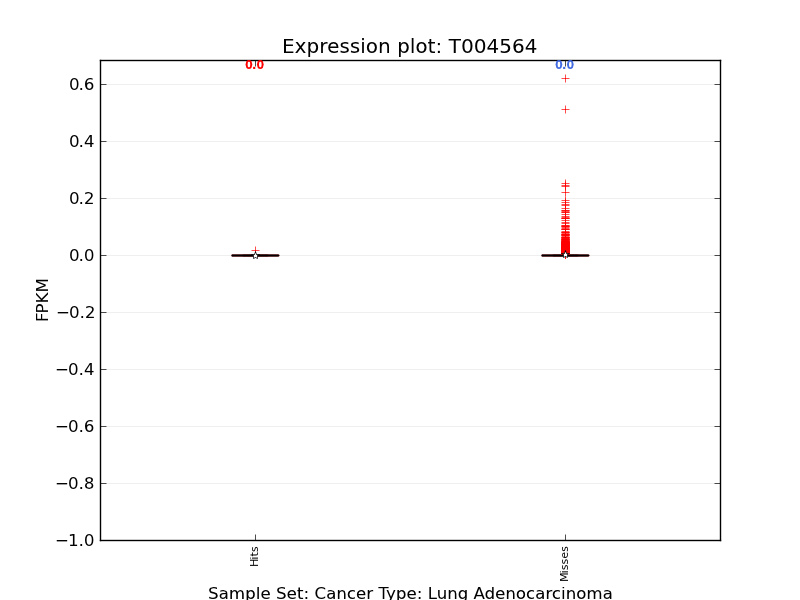 Expression plot: T004564
0.0
0.0
0.6
0.4
0.2
0.0
−0.2
−0.4
−0.6
−0.8
−1.0
FPKM
Hits
Misses
Sample Set: Cancer Type: Lung Adenocarcinoma